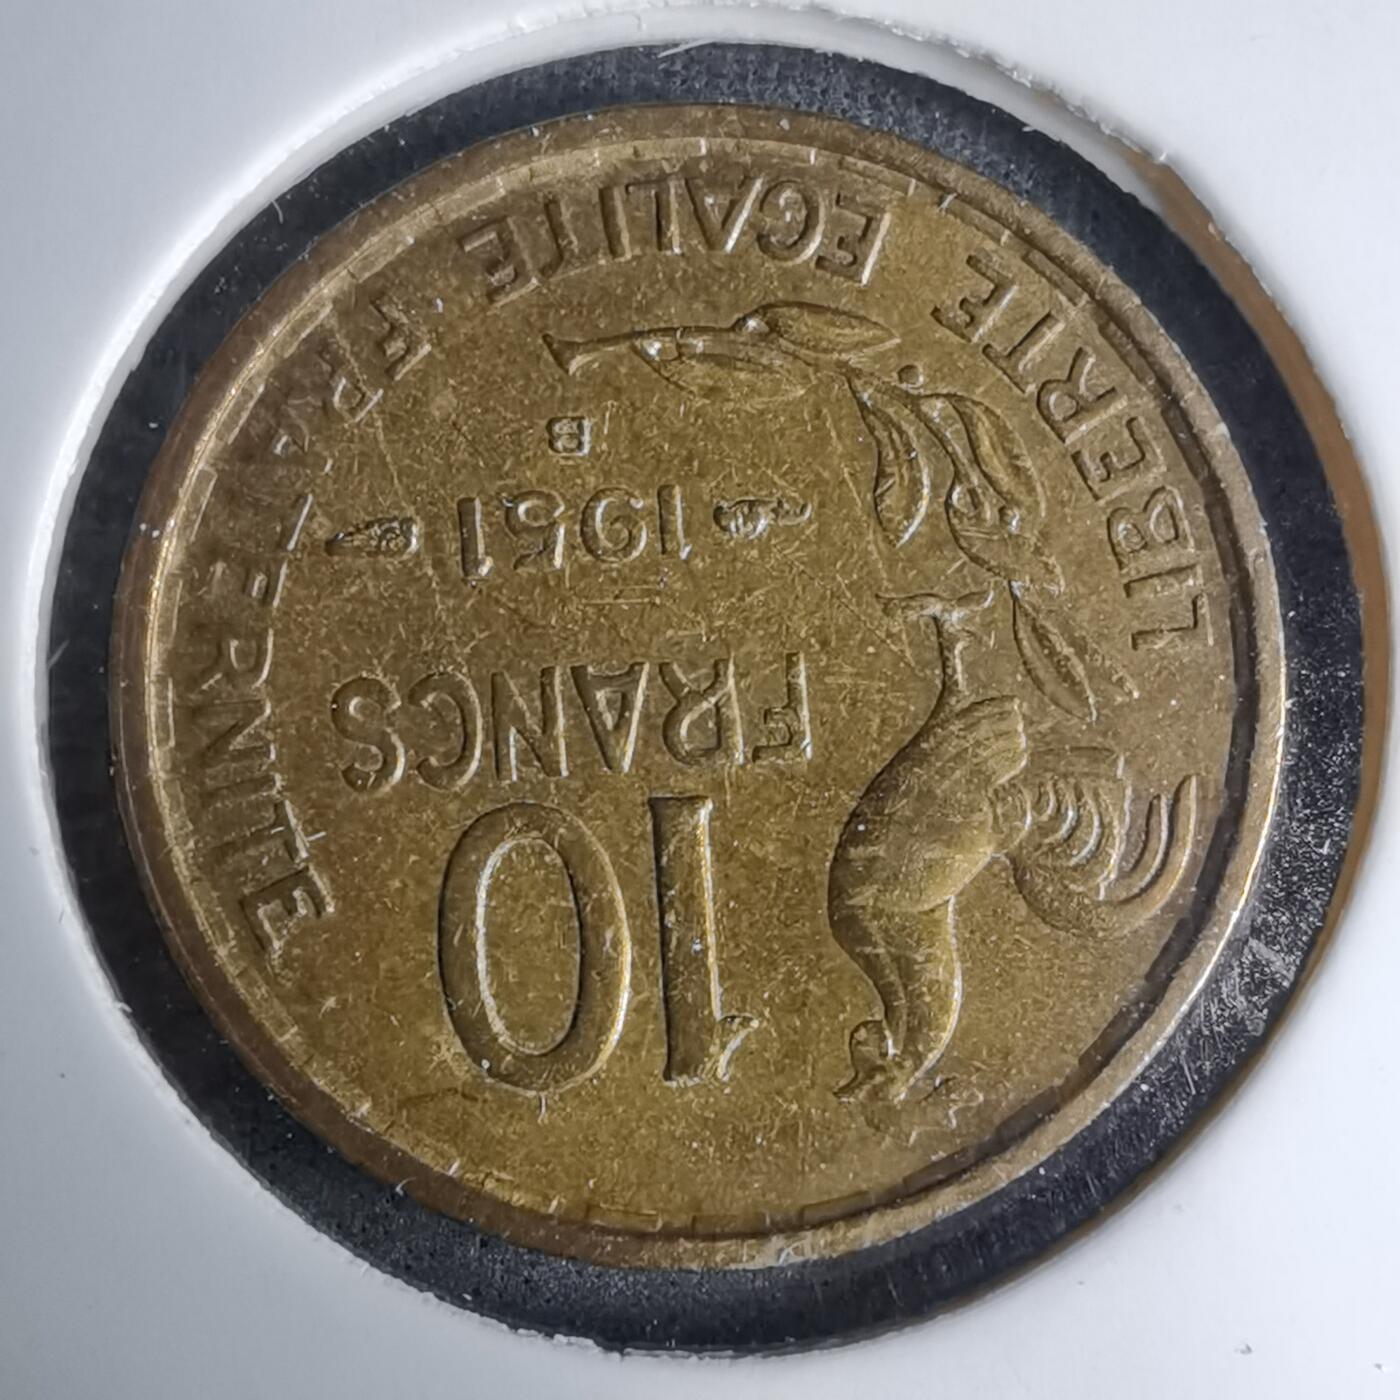 10
FRANCS
1951
B
LIBERTE EGALITE FRATERNITE